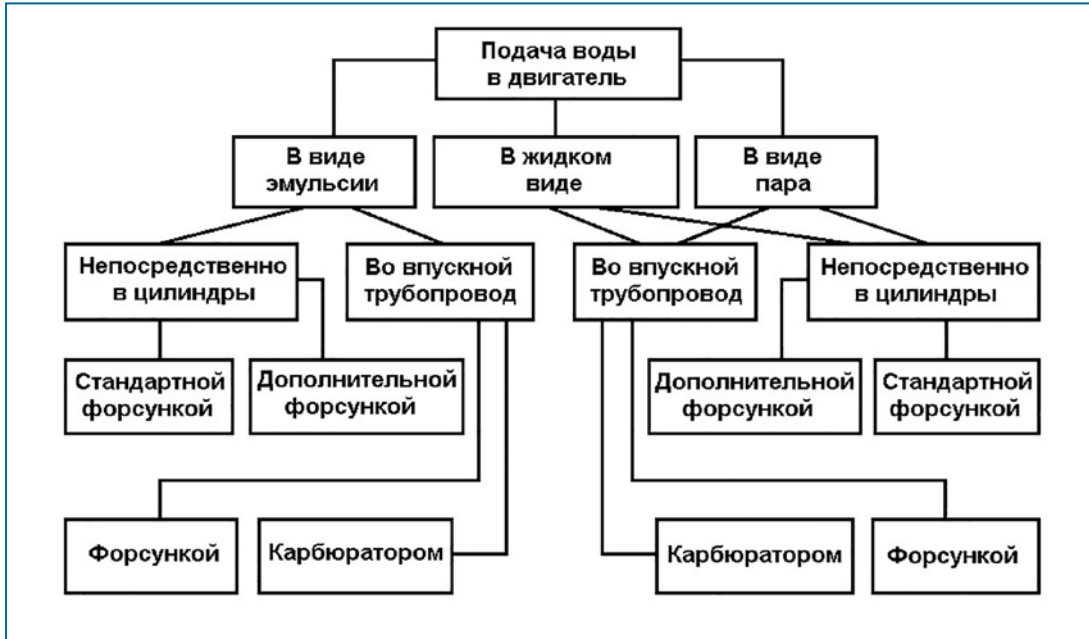 Подача воды
в двигатель
В виде
эмульсии
В жидком
виде
В виде
пара
Непосредственно
в цилиндры
Во впускной
трубопровод
Во впускной
трубопровод
Непосредственно
в цилиндры
Стандартной
форсункой
Дополнительной
форсункой
Дополнительной
форсункой
Стандартной
форсункой
Форсункой
Карбюратором
Карбюратором
Форсункой